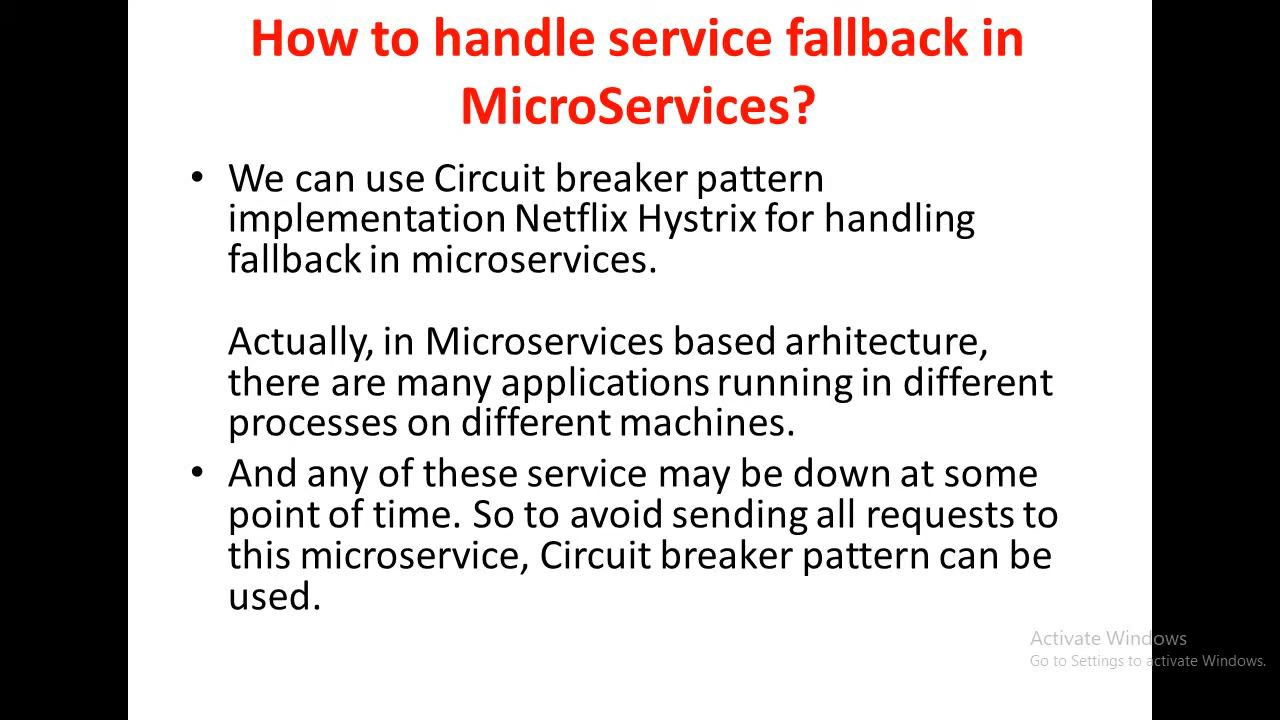 How to handle service fallback in
MicroServices?
• We can use Circuit breaker pattern
implementation Netflix Hystrix for handling
fallback in microservices.
Actually, in Microservices based arhitecture,
there are many applications running in different
processes on different machines.
• And any of these service may be down at some
point of time. So to avoid sending all requests to
this microservice, Circuit breaker pattern can be
used.
Activate Windows
Go to Settings to activate Windows.